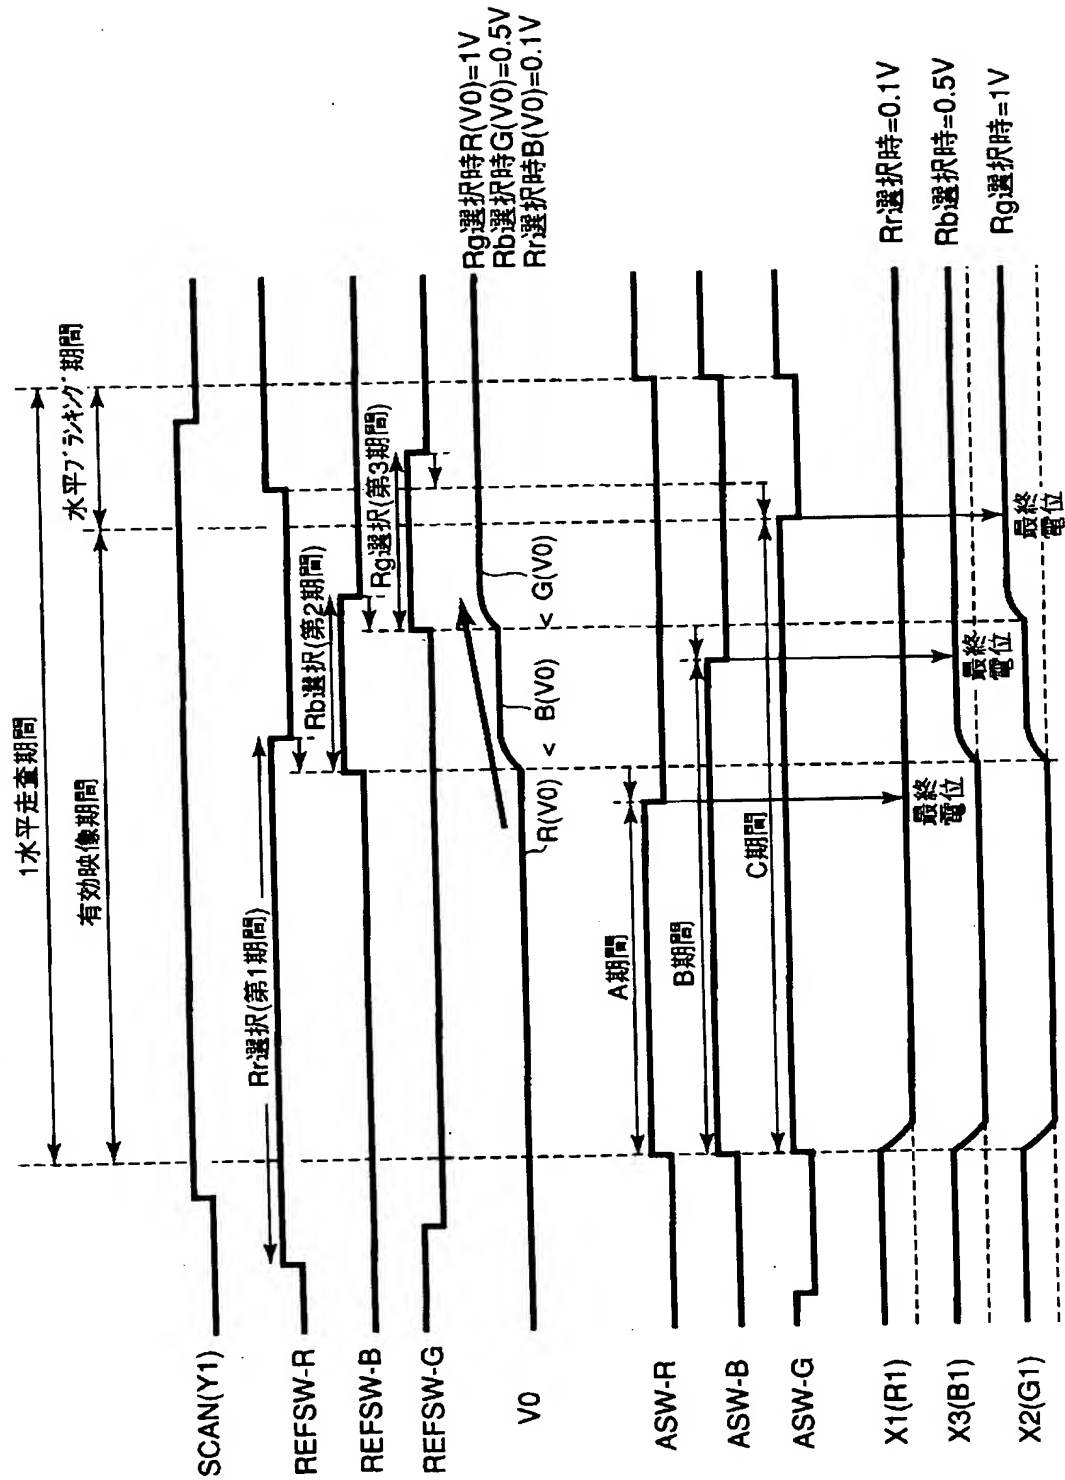 1水平走査期間
有効映像期間
水平ブランキング期間
SCAN(Y1)
REFSW-R
Rr選択(第1期間)
REFSW-B
Rb選択(第2期間)
REFSW-G
Rg選択(第3期間)
V0
R(V0)
<
B(V0)
<
G(V0)
Rg選択時R(V0)=1V
Rb選択時G(V0)=0.5V
Rr選択時B(V0)=0.1V
ASW-R
A期間
ASW-B
B期間
ASW-G
C期間
X1(R1)
最終
電位
Rr選択時=0.1V
X3(B1)
最終
電位
Rb選択時=0.5V
X2(G1)
最終
電位
Rg選択時=1V